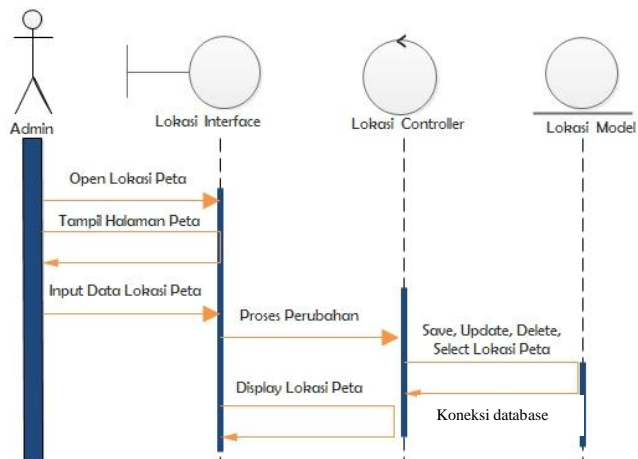 Admin
Lokasi Interface
Lokasi Controller
Lokasi Model
Open Lokasi Peta
Tampil Halaman Peta
Input Data Lokasi Peta
Proses Perubahan
Save, Update, Delete,
Select Lokasi Peta
Display Lokasi Peta
Koneksi database